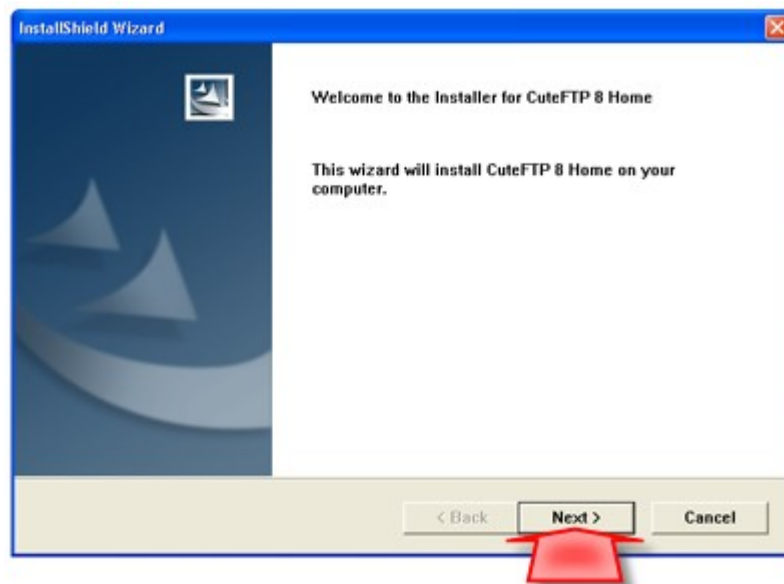 InstallShield Wizard
Welcome to the Installer for CuteFTP 8 Home
This wizard will install CuteFTP 8 Home on your
computer.
< Back
Next >
Cancel